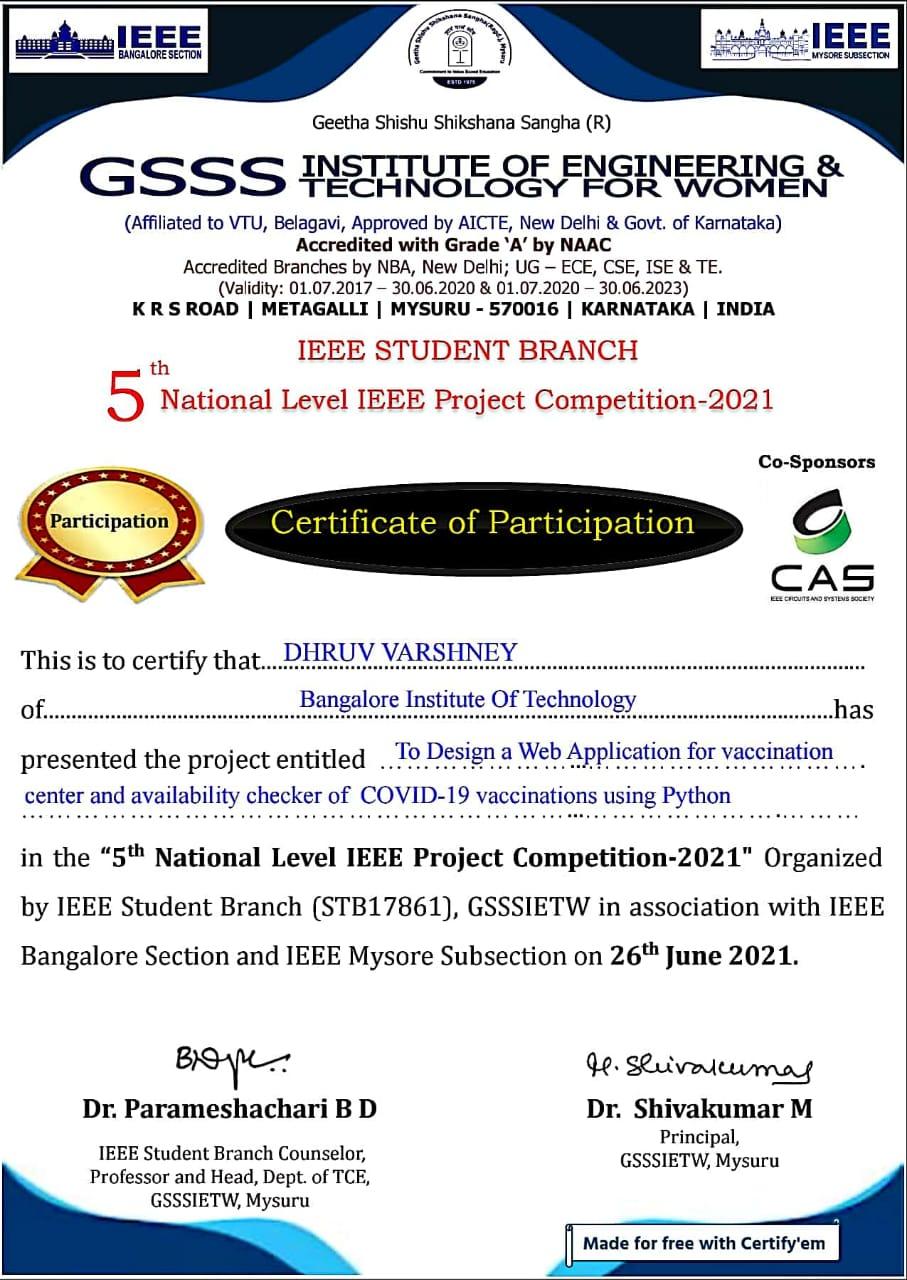 IEEE
BANGALORE SECTION
Geetha Shishu Shikshana Sangha(Regd), Mysuru
Commitment to Value Based Education
ESTD 1975
IEEE
MYSORE SUBSECTION
Geetha Shishu Shikshana Sangha (R)
GSSS INSTITUTE OF ENGINEERING &
TECHNOLOGY FOR WOMEN
(Affiliated to VTU, Belagavi, Approved by AICTE, New Delhi & Govt. of Karnataka)
Accredited with Grade ‘A’ by NAAC
Accredited Branches by NBA, New Delhi; UG – ECE, CSE, ISE & TE.
(Validity: 01.07.2017 – 30.06.2020 & 01.07.2020 – 30.06.2023)
K R S ROAD | METAGALLI | MYSURU - 570016 | KARNATAKA | INDIA
IEEE STUDENT BRANCH
5th National Level IEEE Project Competition-2021
Co-Sponsors
Participation
Certificate of Participation
CAS
IEEE CIRCUITS AND SYSTEMS SOCIETY
This is to certify that DHRUV VARSHNEY
of Bangalore Institute Of Technology has
presented the project entitled To Design a Web Application for vaccination
center and availability checker of COVID-19 vaccinations using Python
in the “5th National Level IEEE Project Competition-2021" Organized
by IEEE Student Branch (STB17861), GSSSIETW in association with IEEE
Bangalore Section and IEEE Mysore Subsection on 26th June 2021.
H. Shivakumar
Dr. Parameshachari B D
Dr. Shivakumar M
IEEE Student Branch Counselor,
Professor and Head, Dept. of TCE,
GSSSIETW, Mysuru
Principal,
GSSSIETW, Mysuru
Made for free with Certify'em